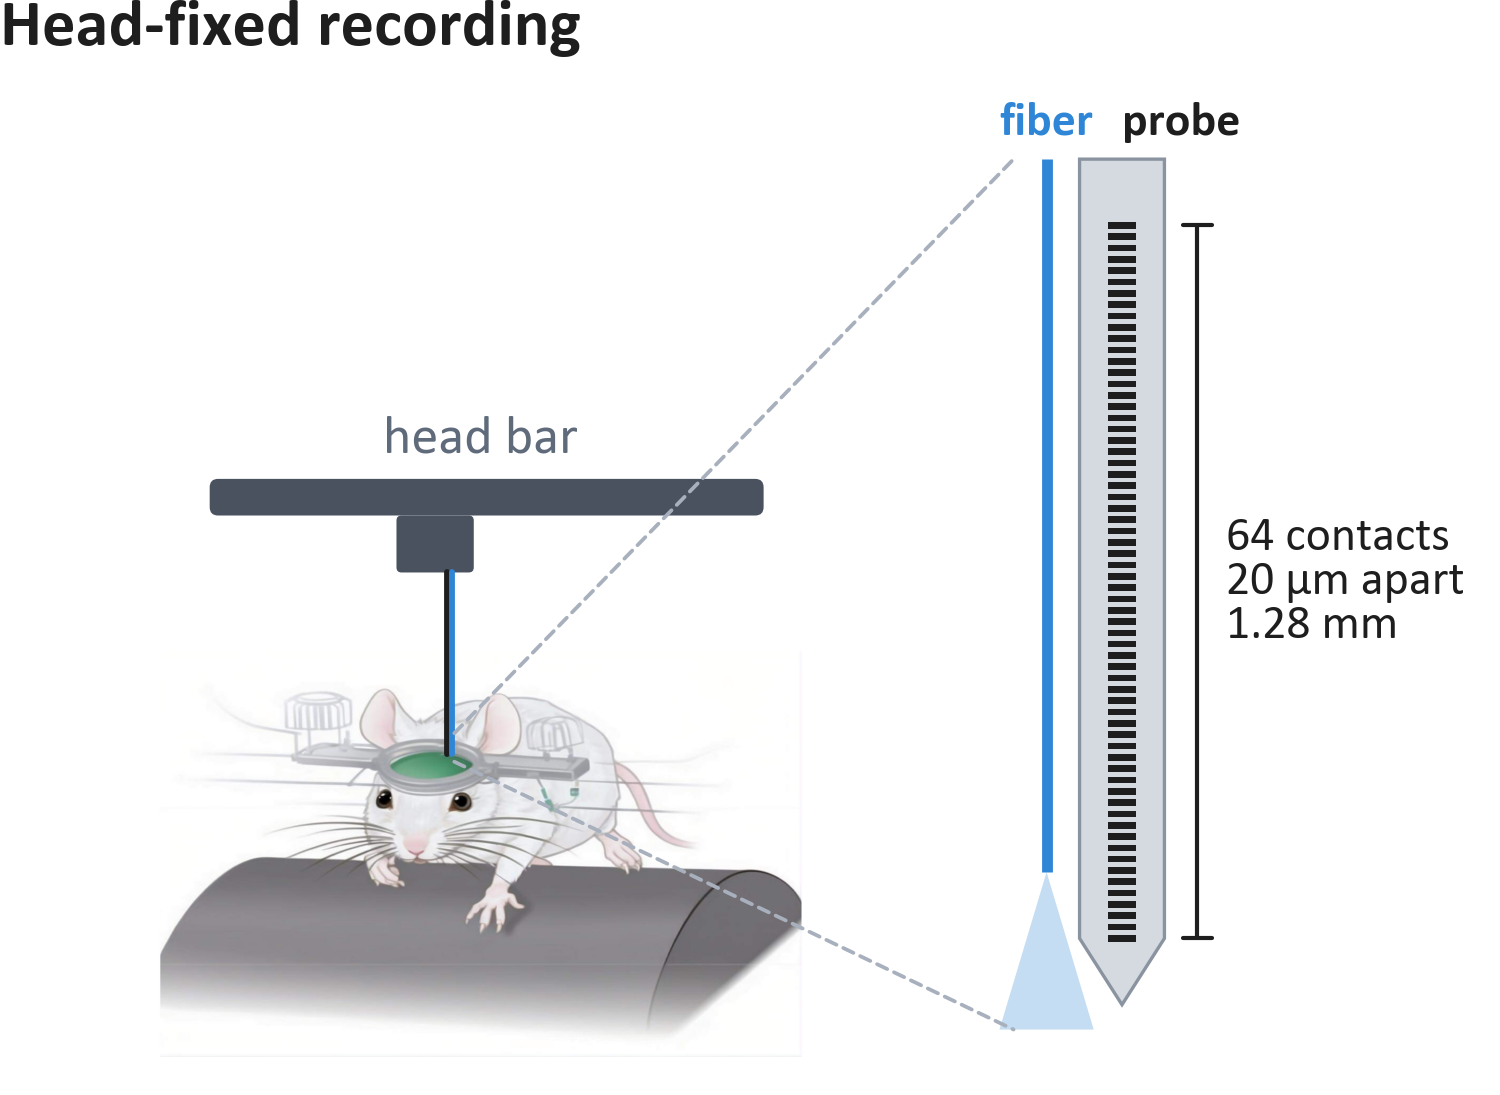 Head-fixed recording
fiber probe
head bar
64 contacts
20 µm apart
1.28 mm